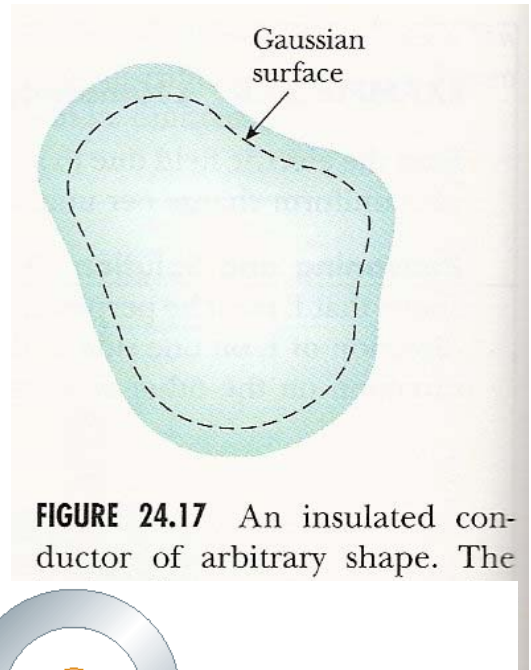 Gaussian
surface
FIGURE 24.17 An insulated con-
ductor of arbitrary shape. The